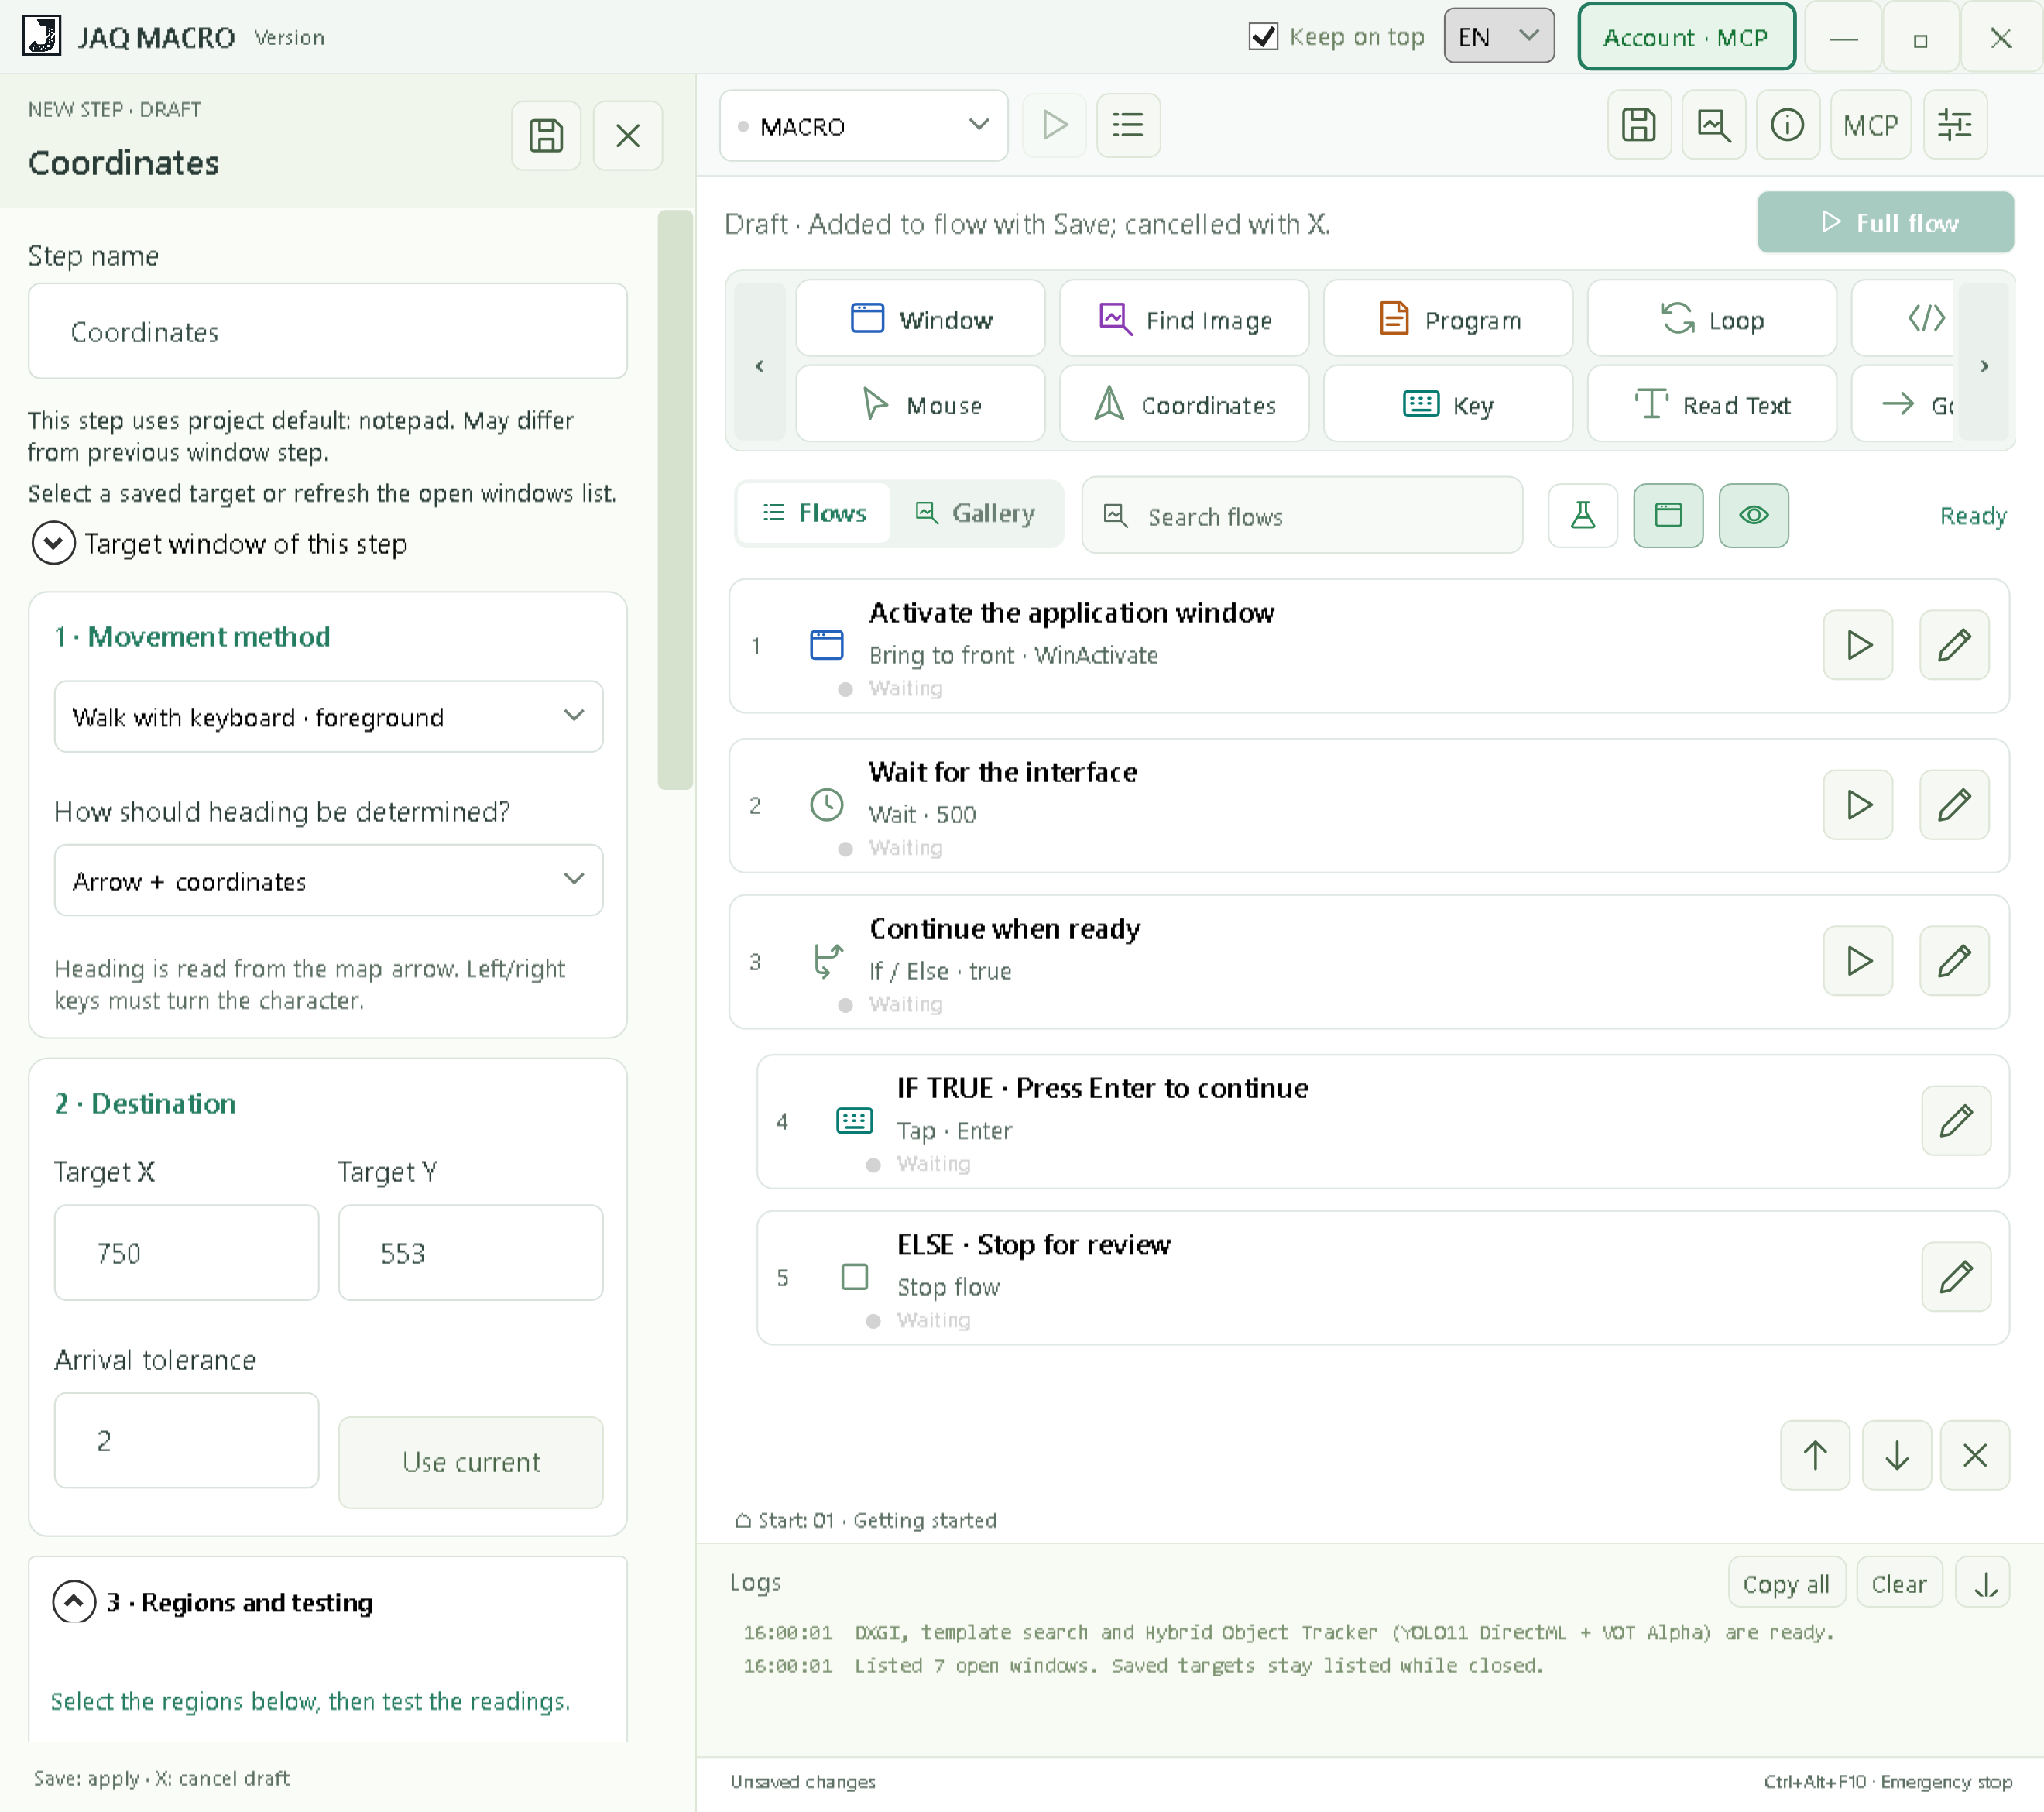 JAQ MACRO Version
Keep on top
EN
Account · MCP
NEW STEP · DRAFT
Coordinates
Step name
Coordinates
This step uses project default: notepad. May differ
from previous window step.
Select a saved target or refresh the open windows list.
Target window of this step
1 · Movement method
Walk with keyboard · foreground
How should heading be determined?
Arrow + coordinates
Heading is read from the map arrow. Left/right
keys must turn the character.
2 · Destination
Target X
Target Y
750
553
Arrival tolerance
2
Use current
3 · Regions and testing
Select the regions below, then test the readings.
Save: apply · X: cancel draft
MACRO
MCP
Draft · Added to flow with Save; cancelled with X.
Full flow
Window
Find Image
Program
Loop
Mouse
Coordinates
Key
Read Text
Flows
Gallery
Search flows
Ready
1
Activate the application window
Bring to front · WinActivate
Waiting
2
Wait for the interface
Wait · 500
Waiting
3
Continue when ready
If / Else · true
Waiting
4
IF TRUE · Press Enter to continue
Tap · Enter
Waiting
5
ELSE · Stop for review
Stop flow
Waiting
Start: 01 · Getting started
Logs
Copy all
Clear
16:00:01 DXGI, template search and Hybrid Object Tracker (YOLO11 DirectML + VOT Alpha) are ready.
16:00:01 Listed 7 open windows. Saved targets stay listed while closed.
Unsaved changes
Ctrl+Alt+F10 · Emergency stop